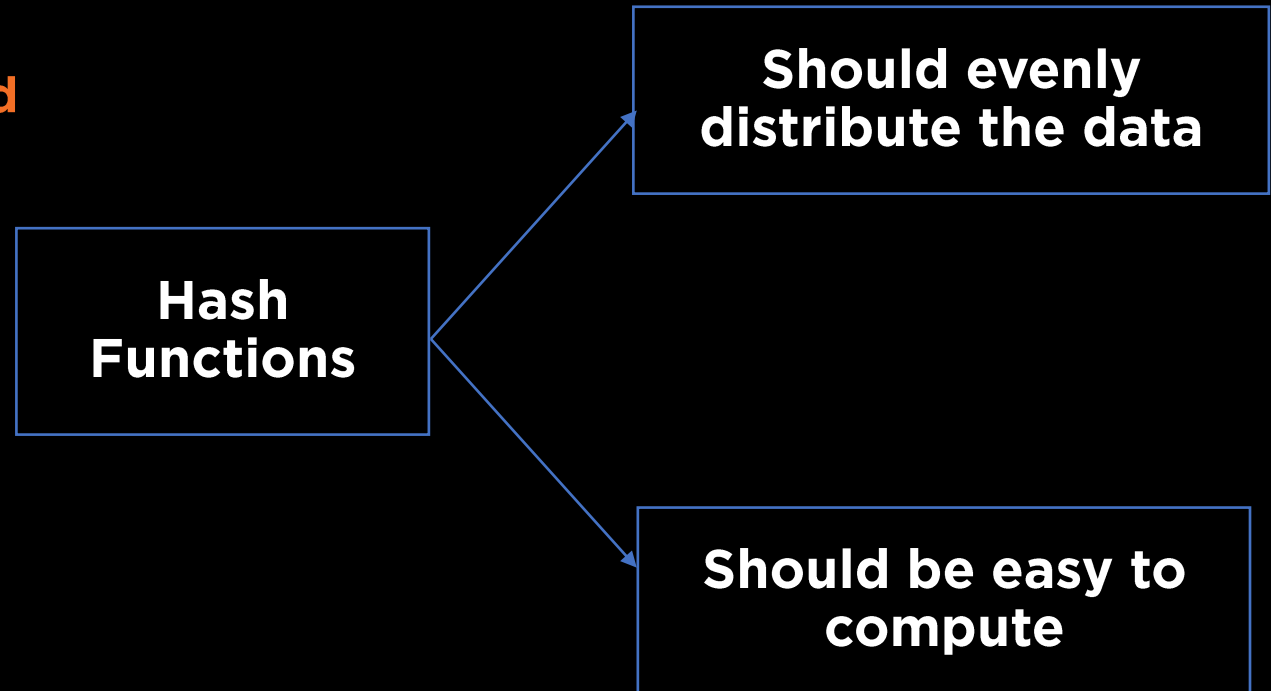 d
Should evenly
distribute the data
Hash
Functions
Should be easy to
compute